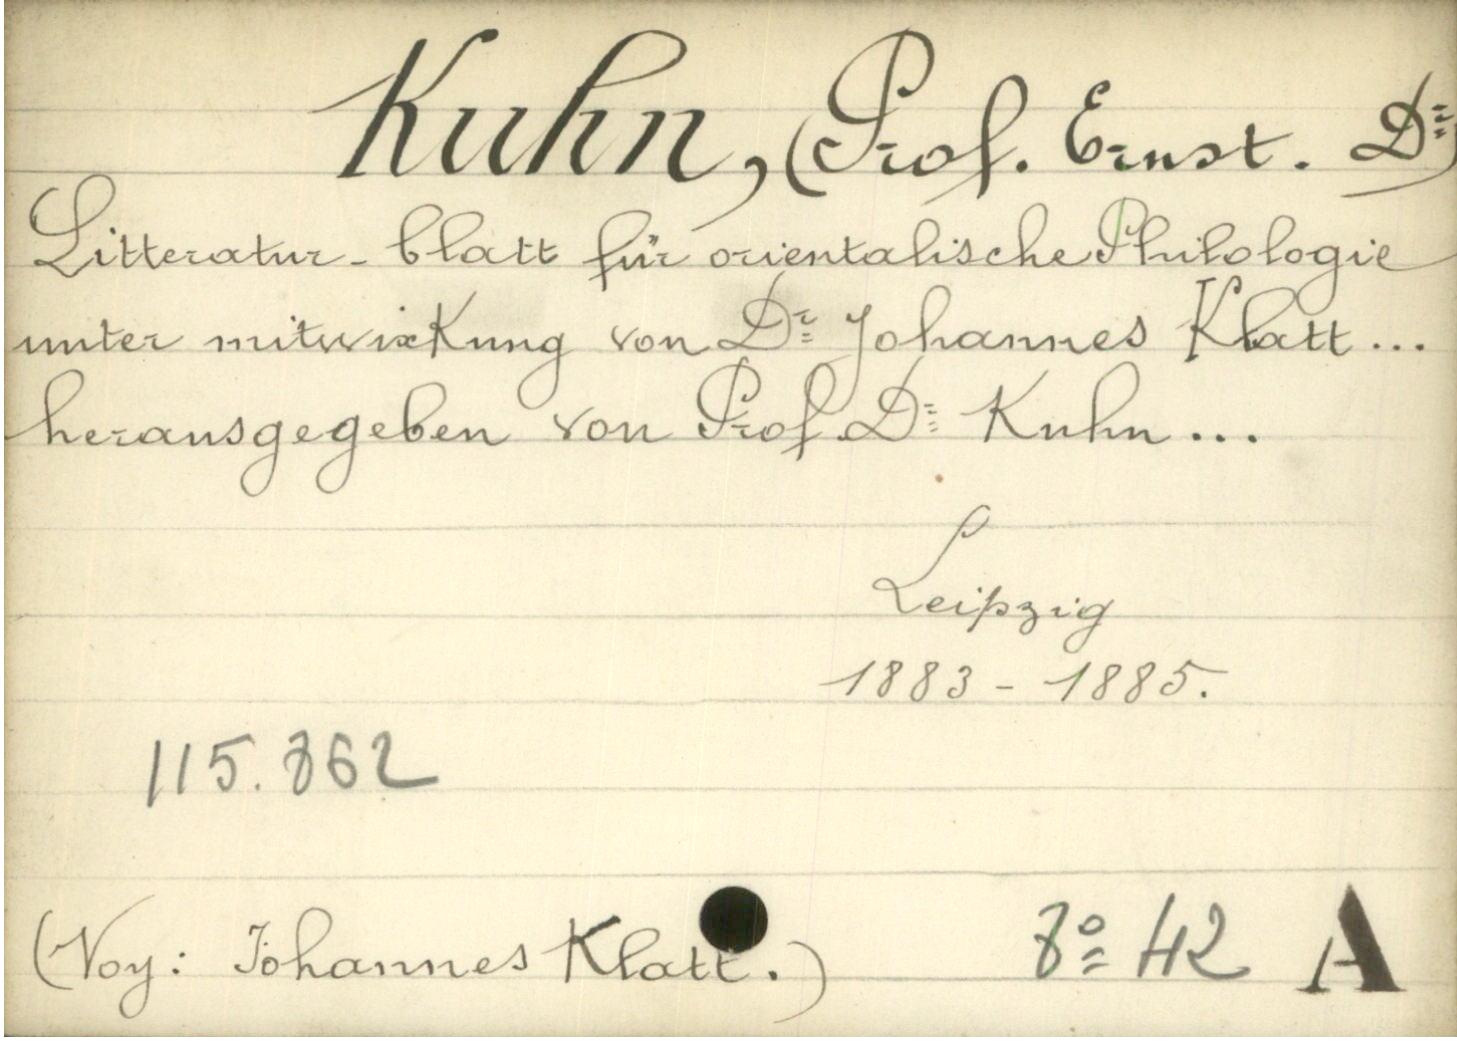 Kuhn, (Prof. Ernst. Dr)
Litteratur-blatt für orientalische Philologie
unter mitwirkung von Dr Johannes Klatt...
herausgegeben von Prof. Dr Kuhn...
Leipzig
1883-1885.
115.862
(Voy: Johannes Klatt.) 8º 42 A